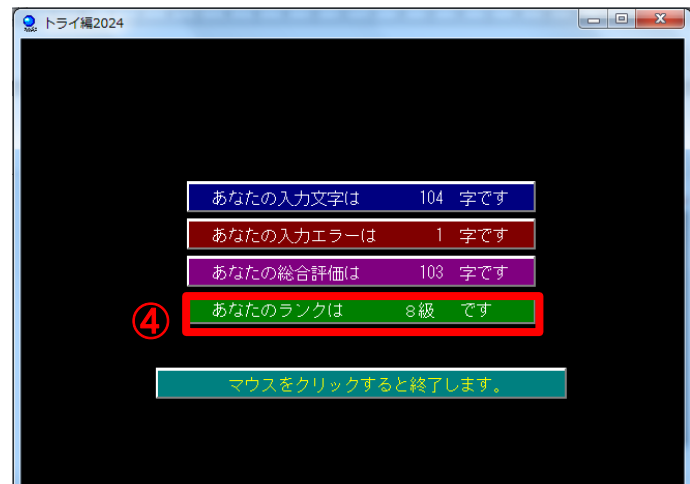 トライ編2024
あなたの入力文字は 104 字です
あなたの入力エラーは 1 字です
あなたの総合評価は 103 字です
④ あなたのランクは 8級 です
マウスをクリックすると終了します。